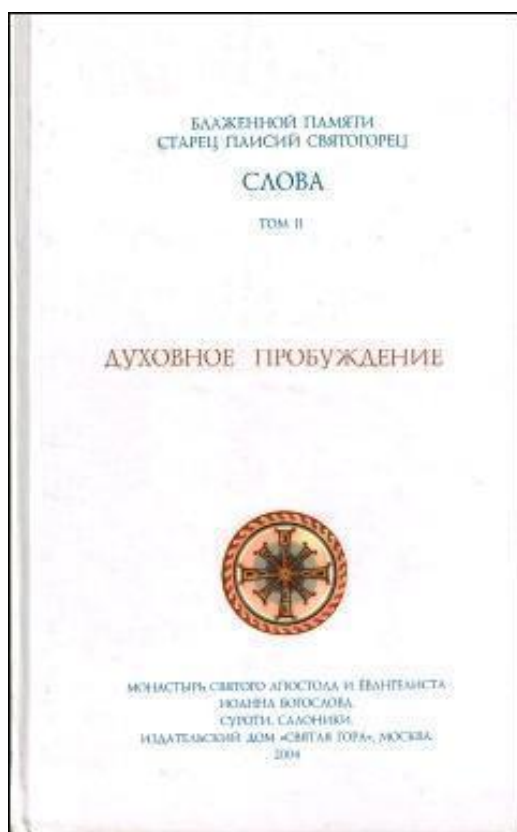 БЛАЖЕННОЙ ПАМЯТИ
СТАРЕЦ ПАИСИЙ СВЯТОГОРЕЦ
СЛОВА
ТОМ II
ДУХОВНОЕ ПРОБУЖДЕНИЕ
МОНАСТЫРЬ СВЯТОГО АПОСТОЛА И ЕВАНГЕЛИСТА
ИОАННА БОГОСЛОВА.
СУРОТИ, САЛОНИКИ.
ИЗДАТЕЛЬСКИЙ ДОМ «СВЯТАЯ ГОРА», МОСКВА
2004